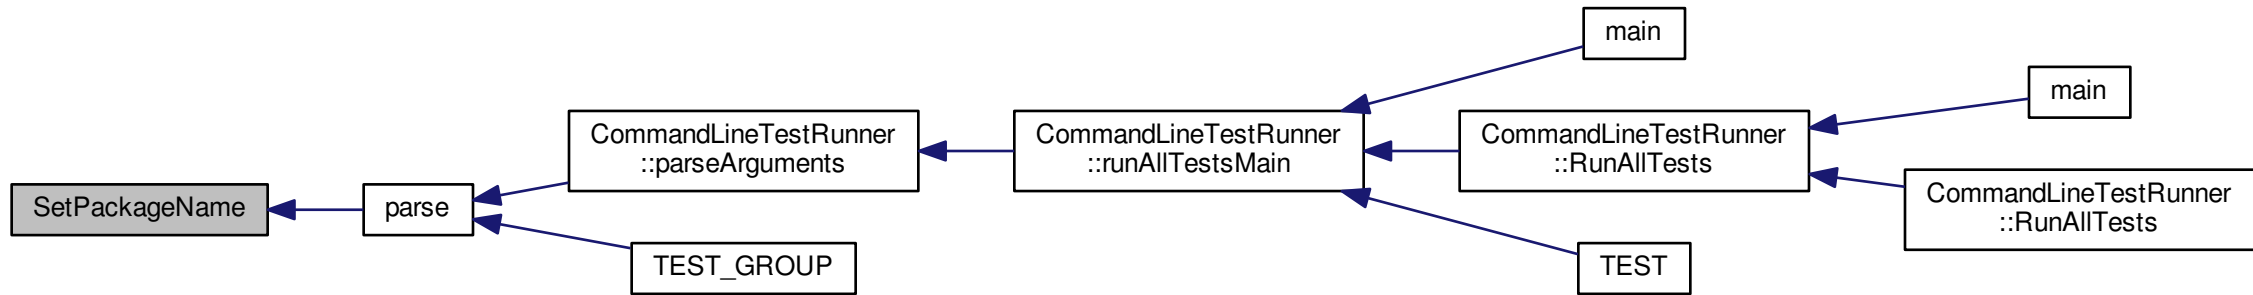 SetPackageName
parse
CommandLineTestRunner
::parseArguments
TEST_GROUP
CommandLineTestRunner
::runAllTestsMain
main
CommandLineTestRunner
::RunAllTests
TEST
main
CommandLineTestRunner
::RunAllTests